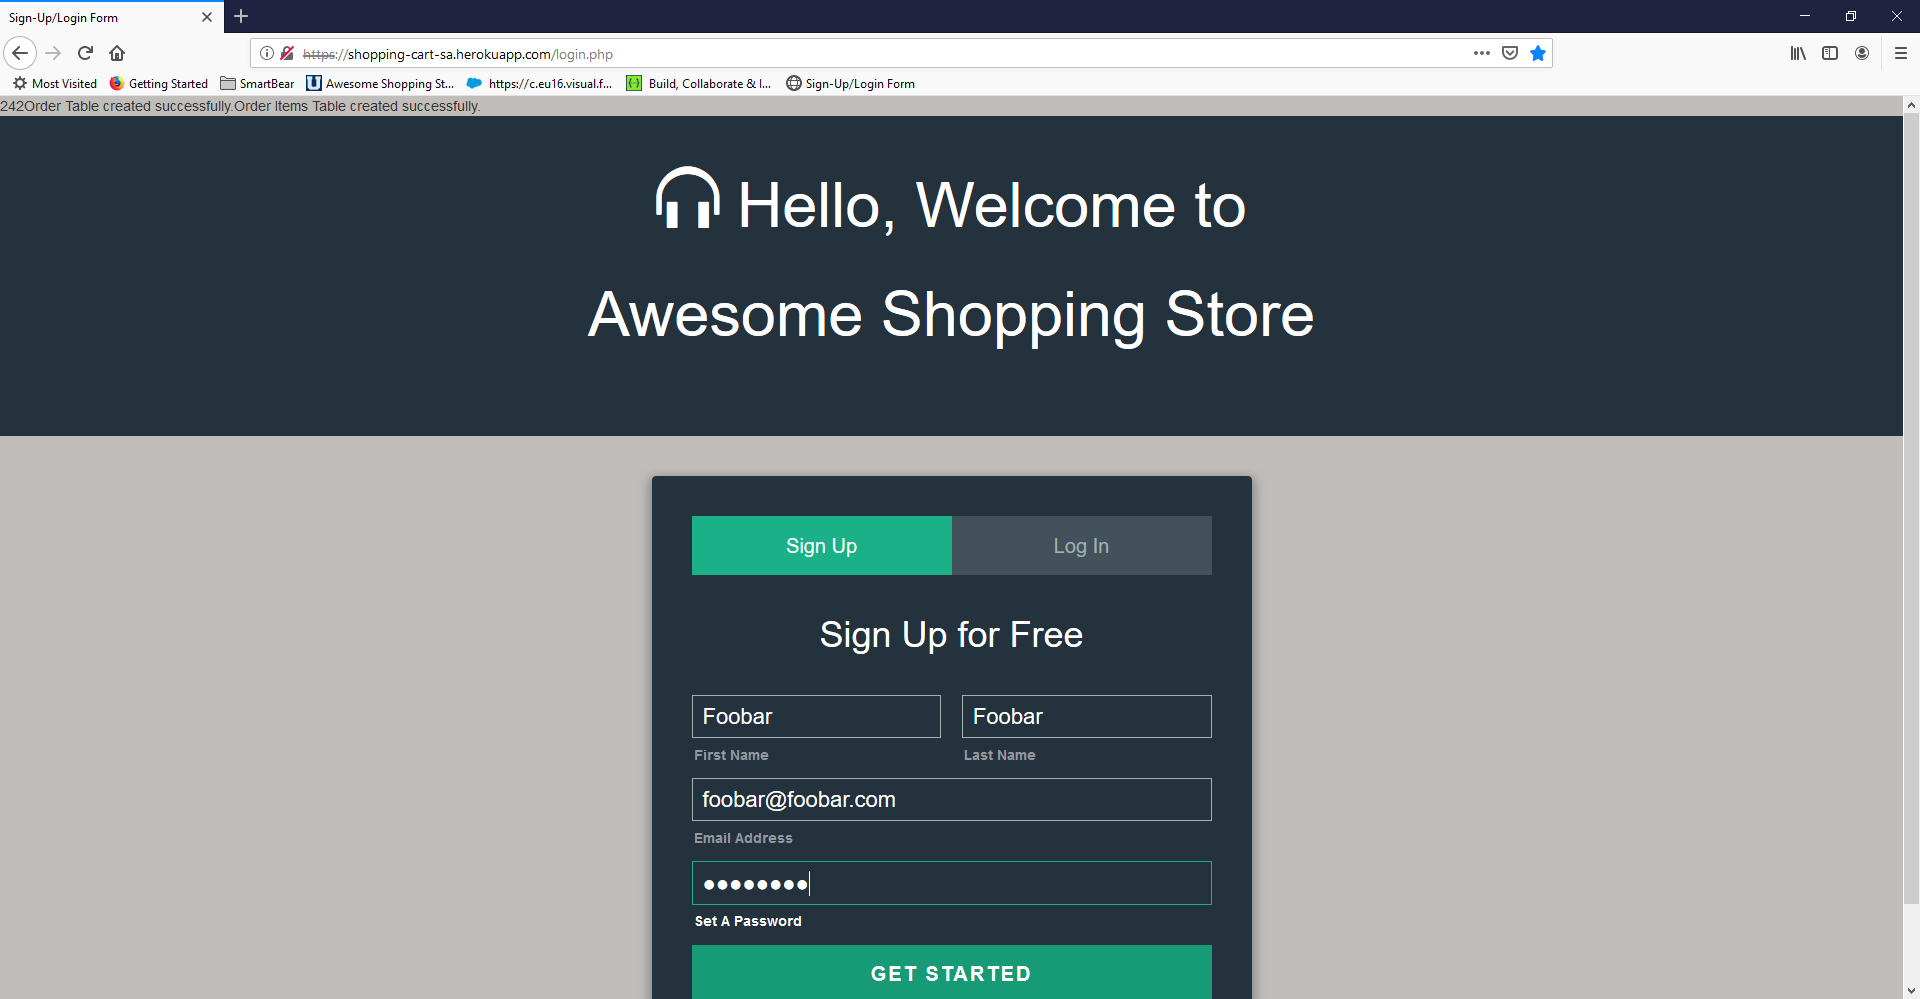 Sign-Up/Login Form
https://shopping-cart-sa.herokuapp.com/login.php
Most Visited Getting Started SmartBear Awesome Shopping St... https://c.eu16.visual.f... Build, Collaborate & I... Sign-Up/Login Form
242Order Table created successfully.Order Items Table created successfully.
Hello, Welcome to
Awesome Shopping Store
Sign Up Log In
Sign Up for Free
Foobar Foobar
First Name Last Name
foobar@foobar.com
Email Address
Set A Password
GET STARTED